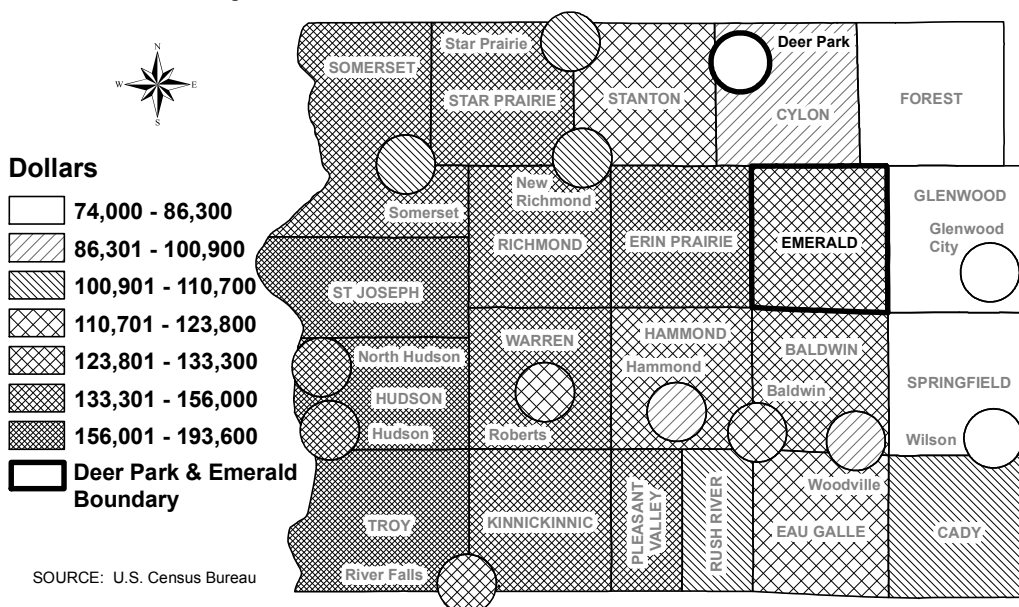 N
W
E
S
Dollars
74,000 - 86,300
86,301 - 100,900
100,901 - 110,700
110,701 - 123,800
123,801 - 133,300
133,301 - 156,000
156,001 - 193,600
Deer Park & Emerald
Boundary
SOURCE: U.S. Census Bureau
Star Prairie
Deer Park
SOMERSET
STAR PRAIRIE
STANTON
CYLON
FOREST
Somerset
New
Richmond
RICHMOND
ERIN PRAIRIE
EMERALD
GLENWOOD
Glenwood
City
ST JOSEPH
North Hudson
HUDSON
Hudson
WARREN
Roberts
HAMMOND
Hammond
BALDWIN
Baldwin
Woodville
SPRINGFIELD
Wilson
TROY
River Falls
KINNICKINNIC
PLEASANT
VALLEY
RUSH RIVER
EAU GALLE
CADY